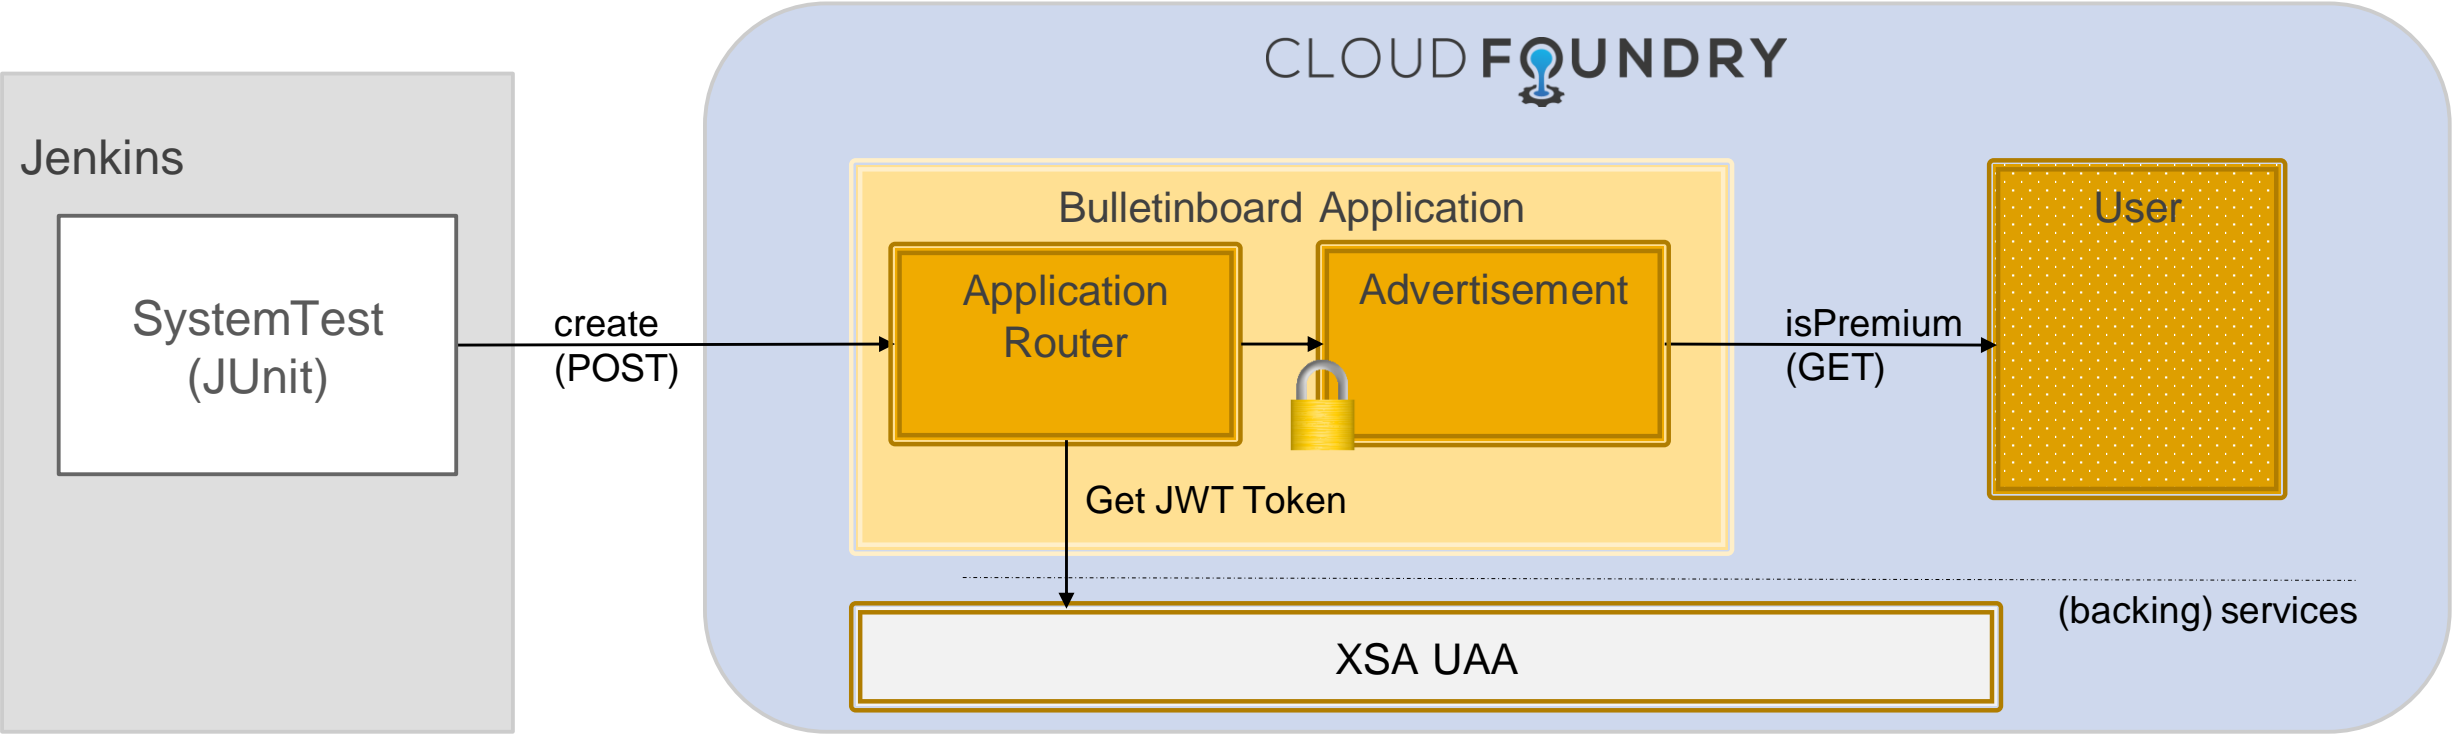 CLOUD FOUNDRY
Jenkins
SystemTest
(JUnit)
create
(POST)
Bulletinboard Application
Application
Router
Advertisement
Get JWT Token
isPremium
(GET)
User
(backing) services
XSA UAA